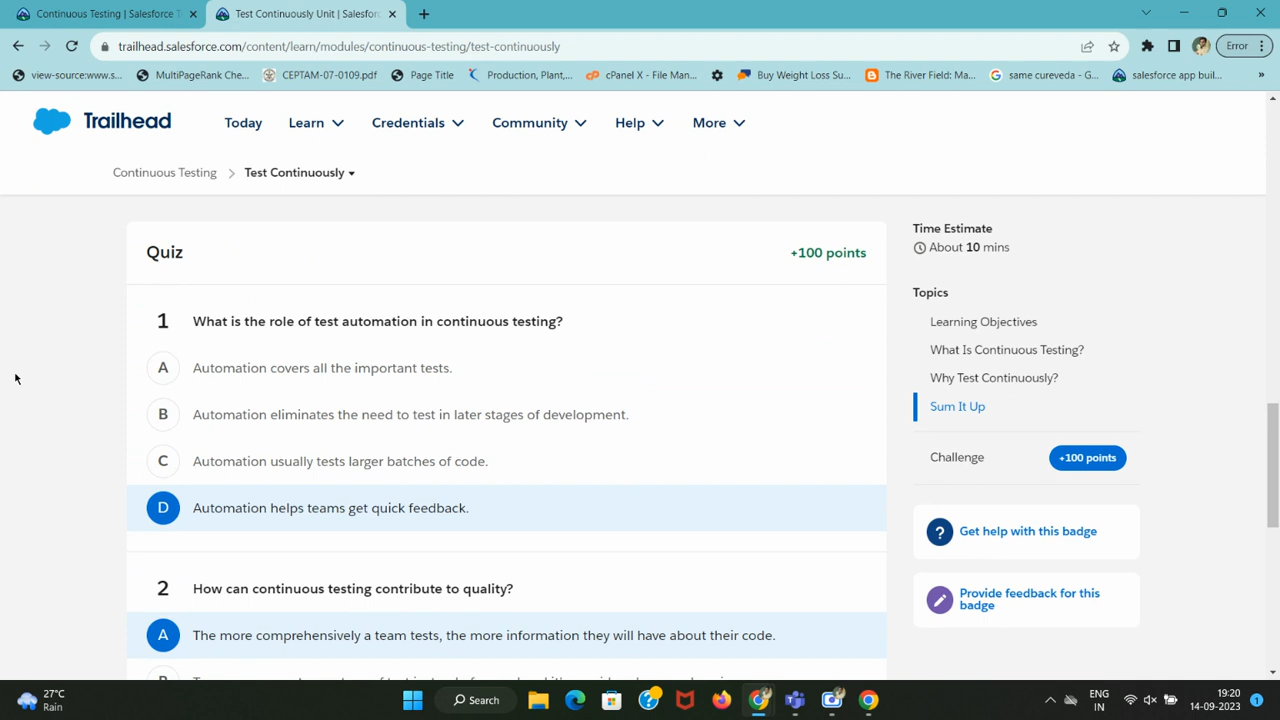 Continuous Testing | Salesforce T
Test Continuously Unit | Salesfor
trailhead.salesforce.com/content/learn/modules/continuous-testing/test-continuously
Error
view-source:www.s...
MultiPageRank Che...
CEPTAM-07-0109.pdf
Page Title
Production, Plant,...
cPanel X - File Man...
Buy Weight Loss Su...
The River Field: Ma...
same cureveda - G...
salesforce app buil...
Trailhead
Today
Learn
Credentials
Community
Help
More
Continuous Testing
Test Continuously
Quiz
+100 points
1 What is the role of test automation in continuous testing?
A Automation covers all the important tests.
B Automation eliminates the need to test in later stages of development.
C Automation usually tests larger batches of code.
D Automation helps teams get quick feedback.
2 How can continuous testing contribute to quality?
A The more comprehensively a team tests, the more information they will have about their code.
Time Estimate
About 10 mins
Topics
Learning Objectives
What Is Continuous Testing?
Why Test Continuously?
Sum It Up
Challenge
+100 points
Get help with this badge
Provide feedback for this
badge
27°C
Rain
Search
ENG
IN
19:20
14-09-2023
1